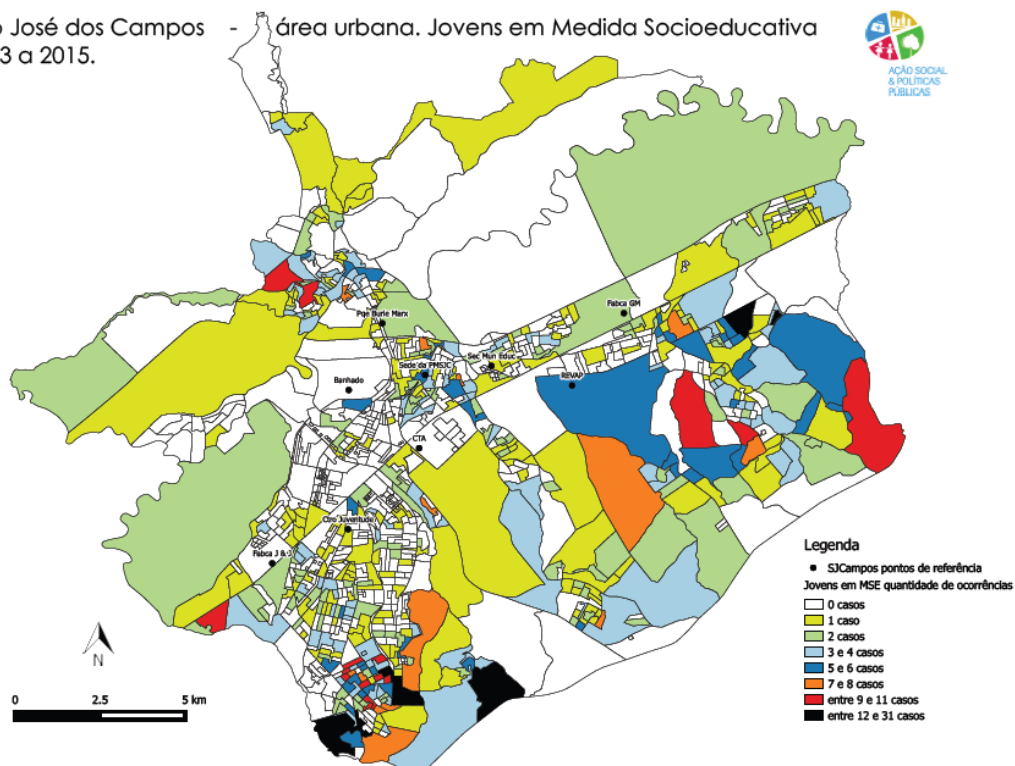 o José dos Campos - área urbana. Jovens em Medida Socioeducativa
3 a 2015.
AÇÃO SOCIAL
& POLÍTICAS
PÚBLICAS
Pqe Burle Marx
Fabca GM
Sec Mun Educ
Sede da PMSJC
Banhado
REVAP
CTA
Ctro Juventude
Fabca J & J
Legenda
SJCampos pontos de referência
Jovens em MSE quantidade de ocorrências
0 casos
1 caso
2 casos
3 e 4 casos
5 e 6 casos
7 e 8 casos
entre 9 e 11 casos
entre 12 e 31 casos
N
0 2.5 5 km